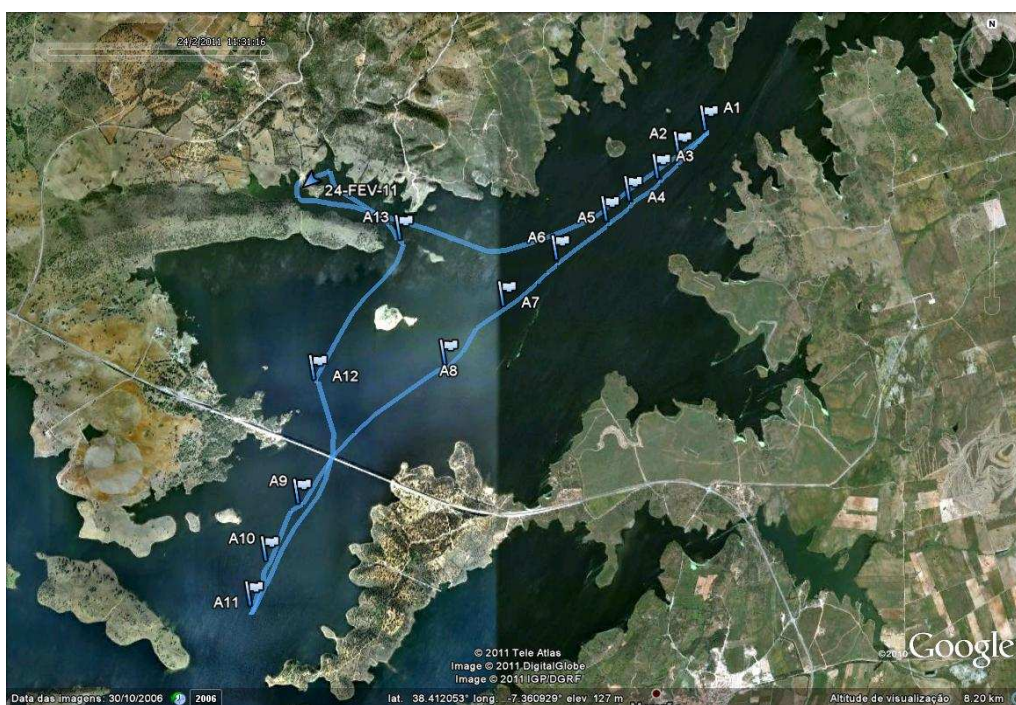 24/2/2011 11:31:16
N
A1
A2
A3
A4
24-FEV-11
A13
A5
A6
A7
A8
A12
A9
A10
A11
© 2011 Tele Atlas
Image © 2011 DigitalGlobe
Image © 2011 IGP/DGRF
©2010 Google
Data das imagens: 30/10/2006 2006 lat. 38.412053° long. -7.360929° elev 127 m Altitude de visualização 8.20 km